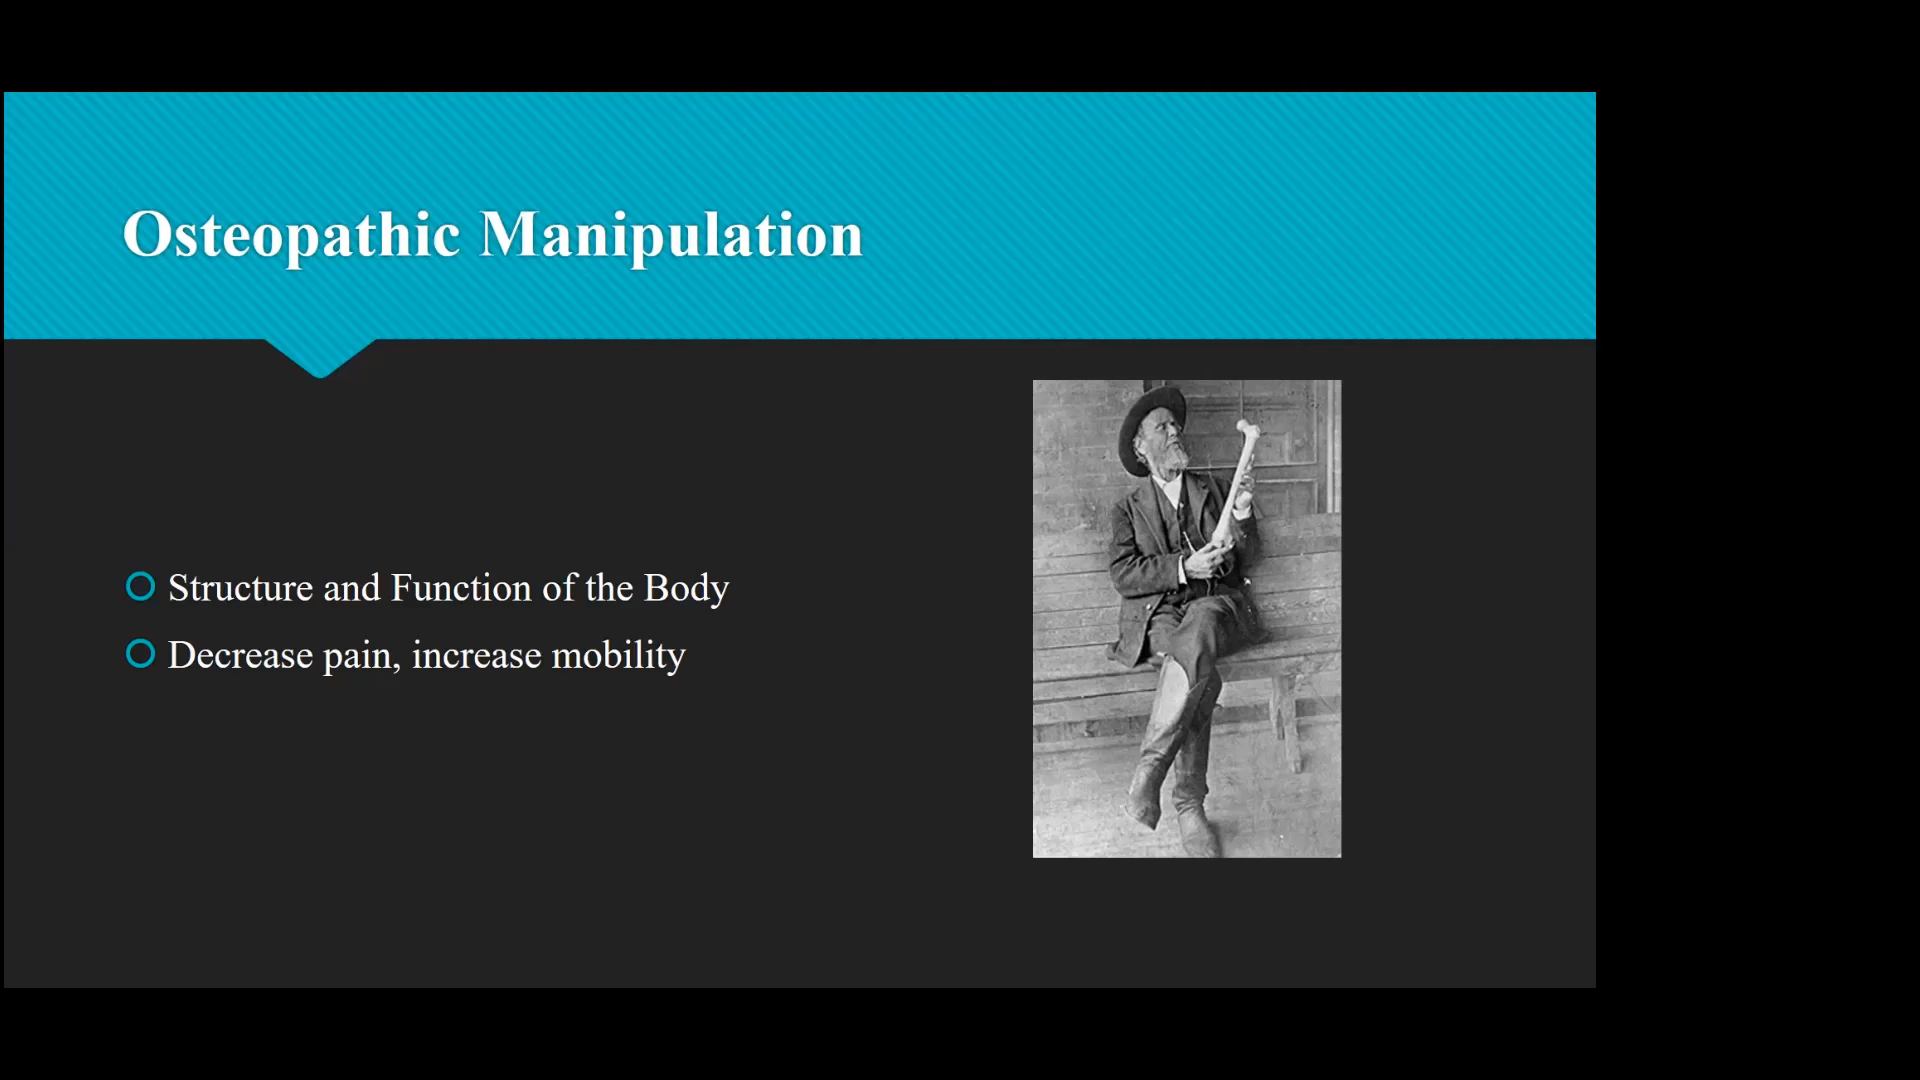 Osteopathic Manipulation
Structure and Function of the Body
Decrease pain, increase mobility